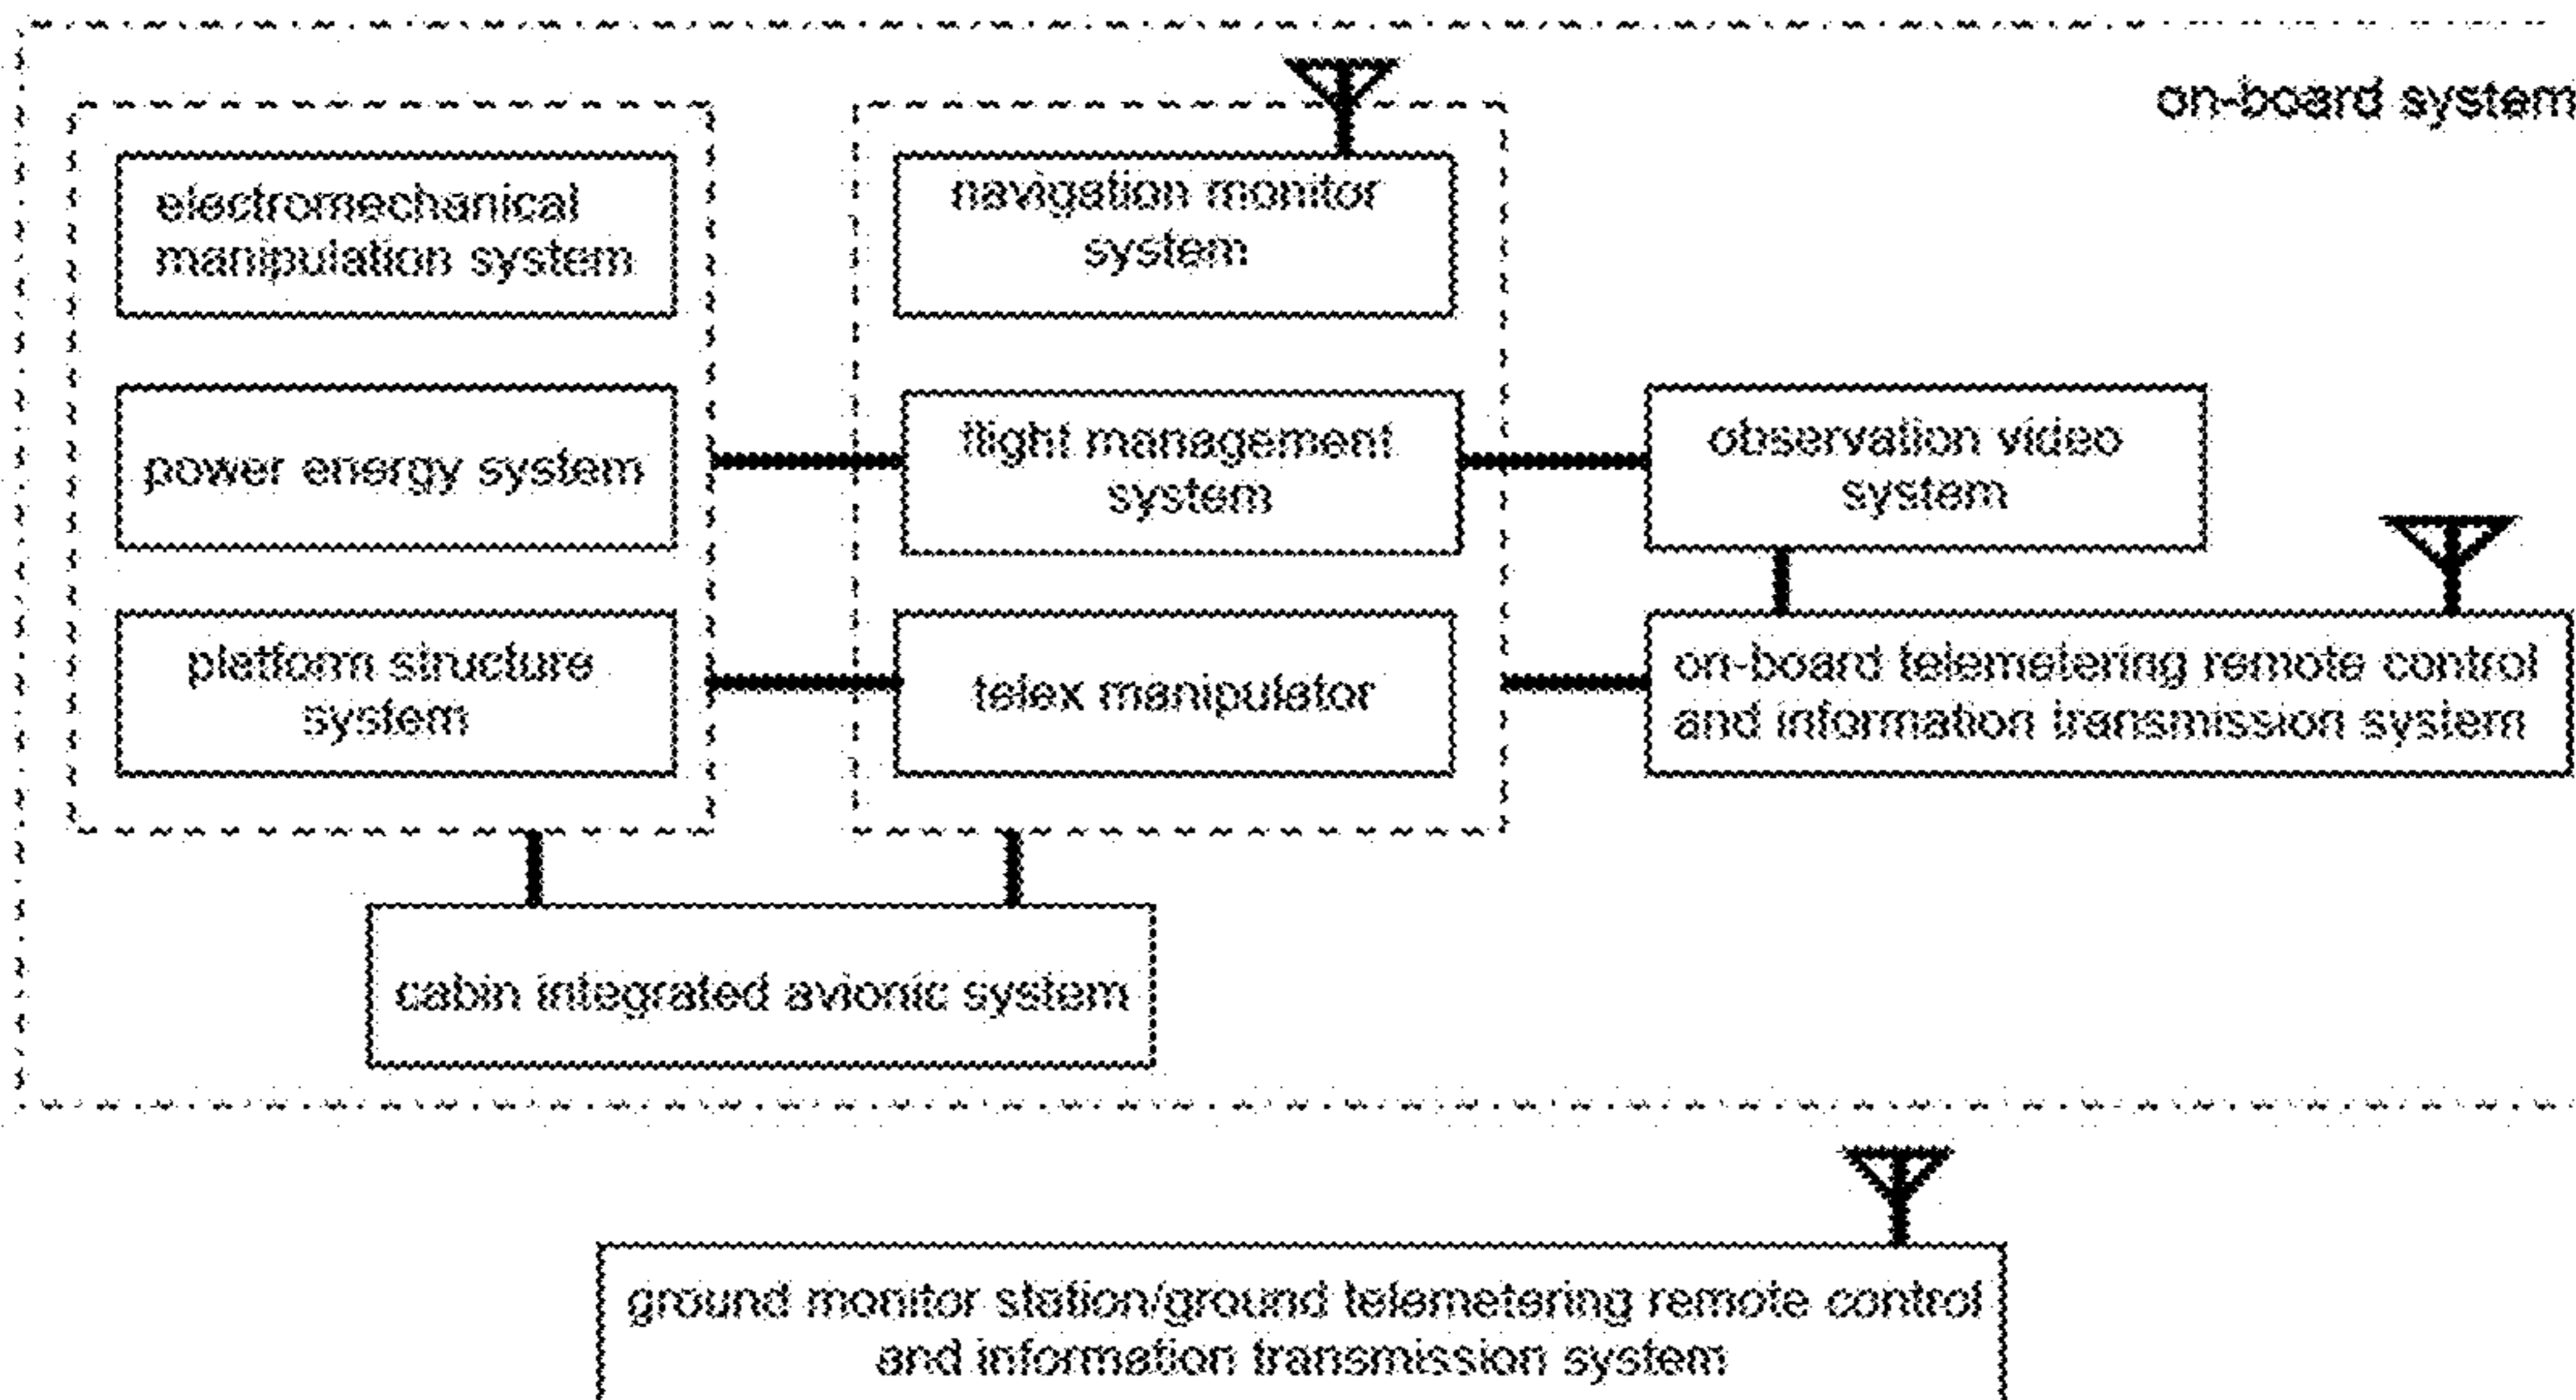 on-board system
electromechanical
manipulation system
navigation monitor
system
power energy system
flight management
system
observation video
system
platform structure
system
telex manipulator
on-board telemetering remote control
and information transmission system
cabin integrated avionic system
ground monitor station/ground telemetering remote control
and information transmission system